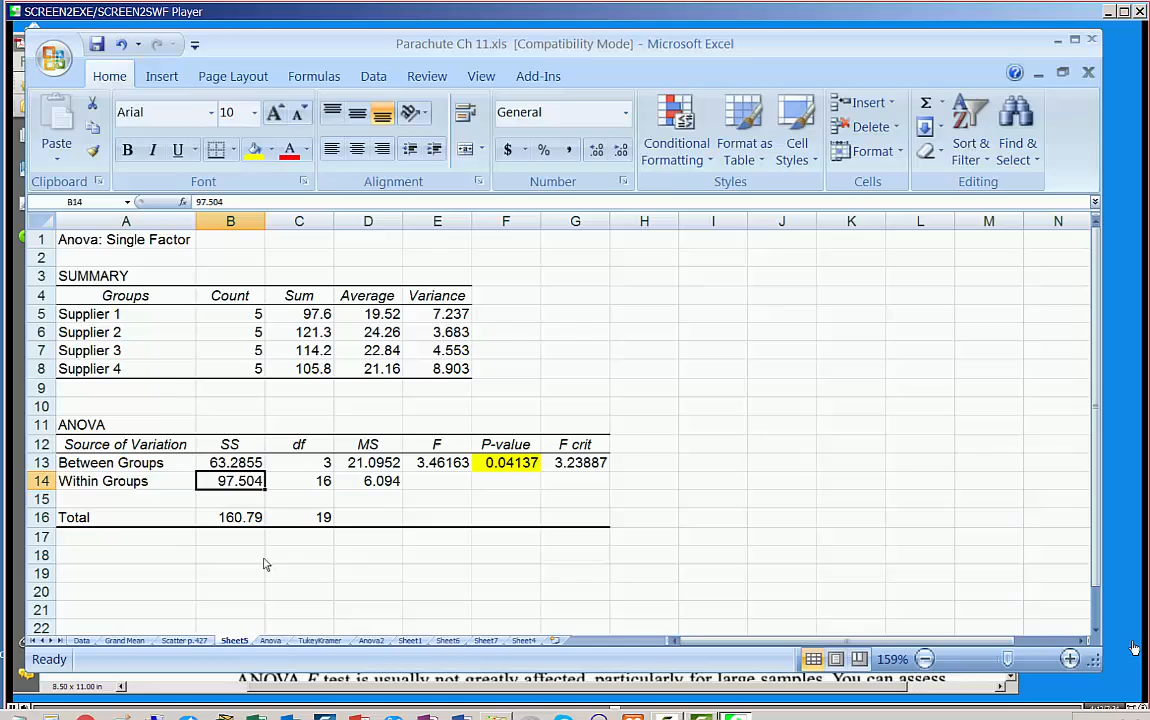 SCREEN2EXE/SCREEN2SWF Player
Parachute Ch 11.xls [Compatibility Mode] - Microsoft Excel
Home Insert Page Layout Formulas Data Review View Add-Ins
Paste Arial 10 General Conditional Formatting Format as Table Cell Styles Insert Delete Format Sort & Filter Find & Select
Clipboard Font Alignment Number Styles Cells Editing
B14 fx 97.504
A B C D E F G H I J K L M N
1 Anova: Single Factor
2
3 SUMMARY
4 Groups Count Sum Average Variance
5 Supplier 1 5 97.6 19.52 7.237
6 Supplier 2 5 121.3 24.26 3.683
7 Supplier 3 5 114.2 22.84 4.553
8 Supplier 4 5 105.8 21.16 8.903
9
10
11 ANOVA
12 Source of Variation SS df MS F P-value F crit
13 Between Groups 63.2855 3 21.0952 3.46163 0.04137 3.23887
14 Within Groups 97.504 16 6.094
15
16 Total 160.79 19
17
18
19
20
21
22
Data Grand Mean Scatter p.427 Sheet5 Anova TukeyKramer Anova2 Sheet1 Sheet6 Sheet7 Sheet4
Ready 159%
ANOVA F test is usually not greatly affected, particularly for large samples. You can assess
8.50 x 11.00 in